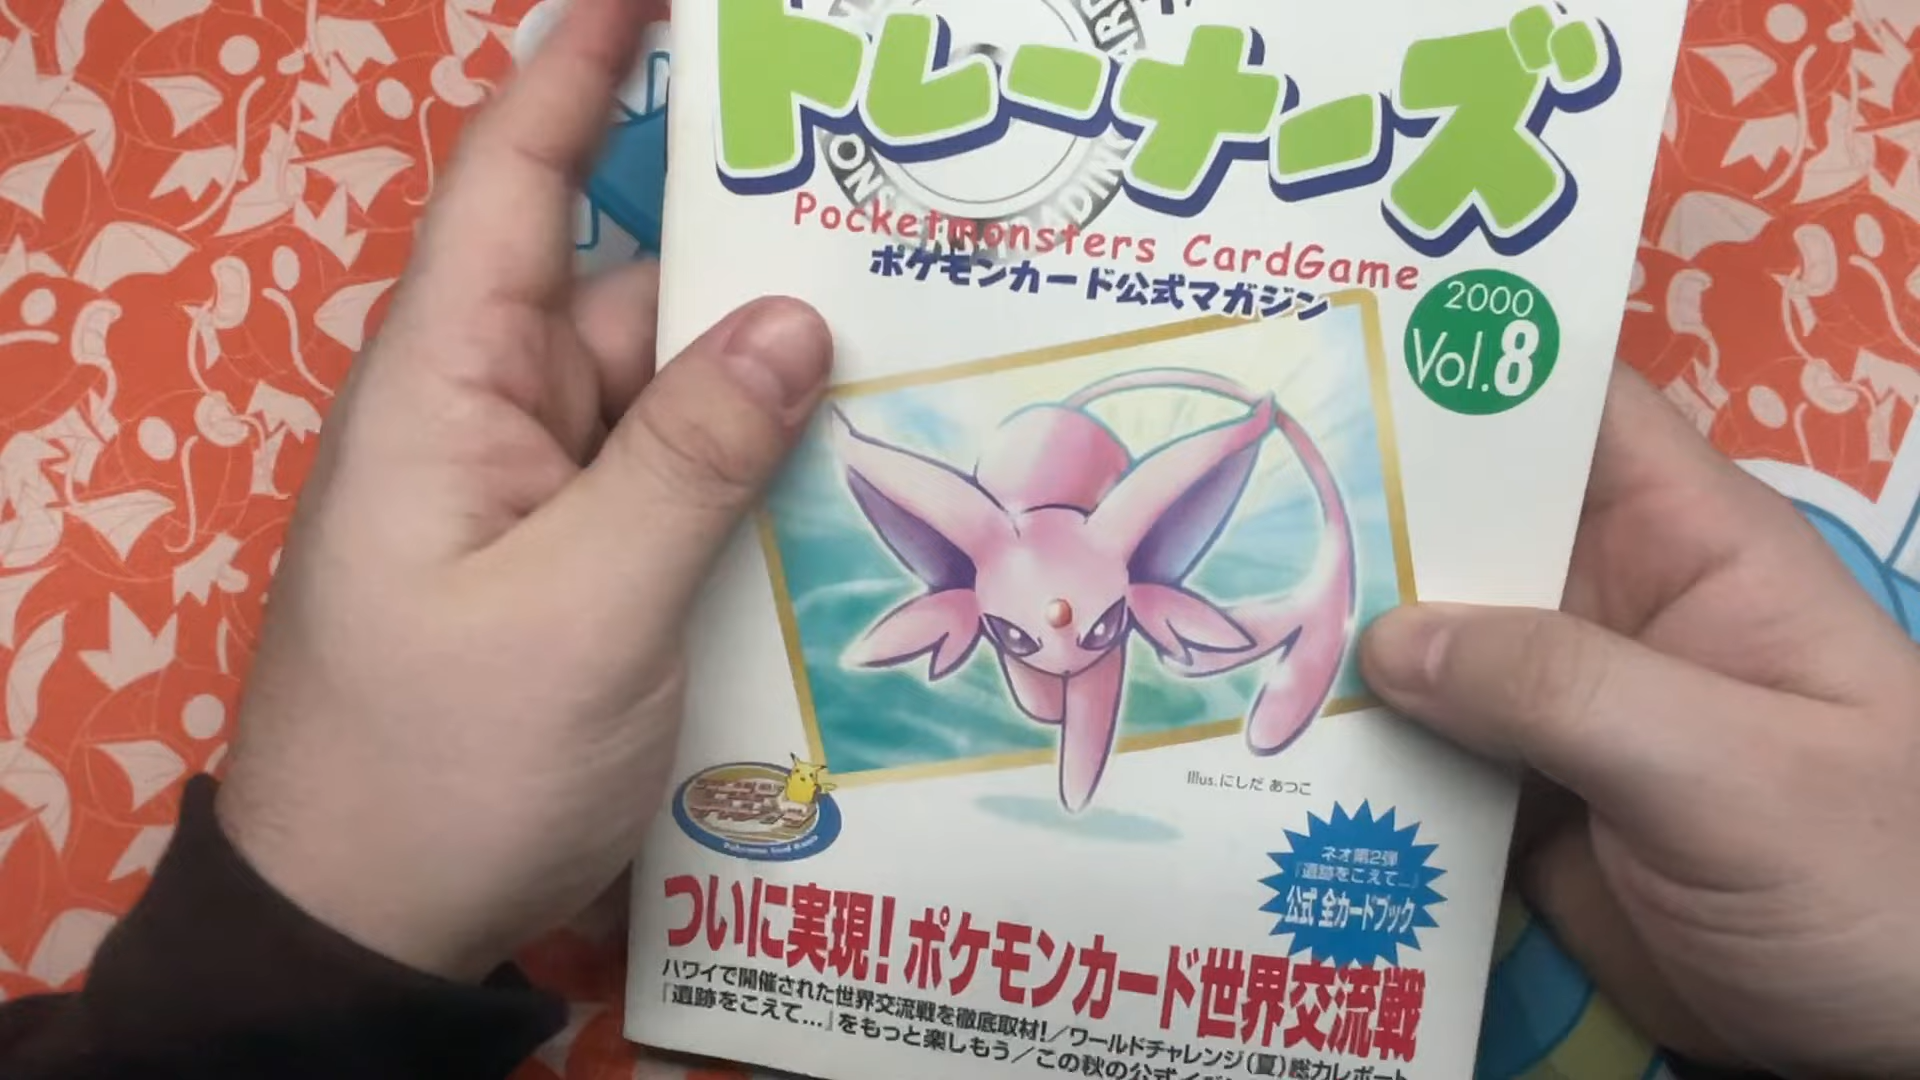 トレーナーズ
Pocketmonsters CardGame
ポケモンカード公式マガジン
2000
Vol.8
Illus.にしだ あつこ
ネオ第2弾
『遺跡をこえて…』
公式 全カードブック
ついに実現!ポケモンカード世界交流戦
ハワイで開催された世界交流戦を徹底取材!/ワールドチャレンジ(夏)総力レポート
『遺跡をこえて…』をもっと楽しもう/この秋の公式イ